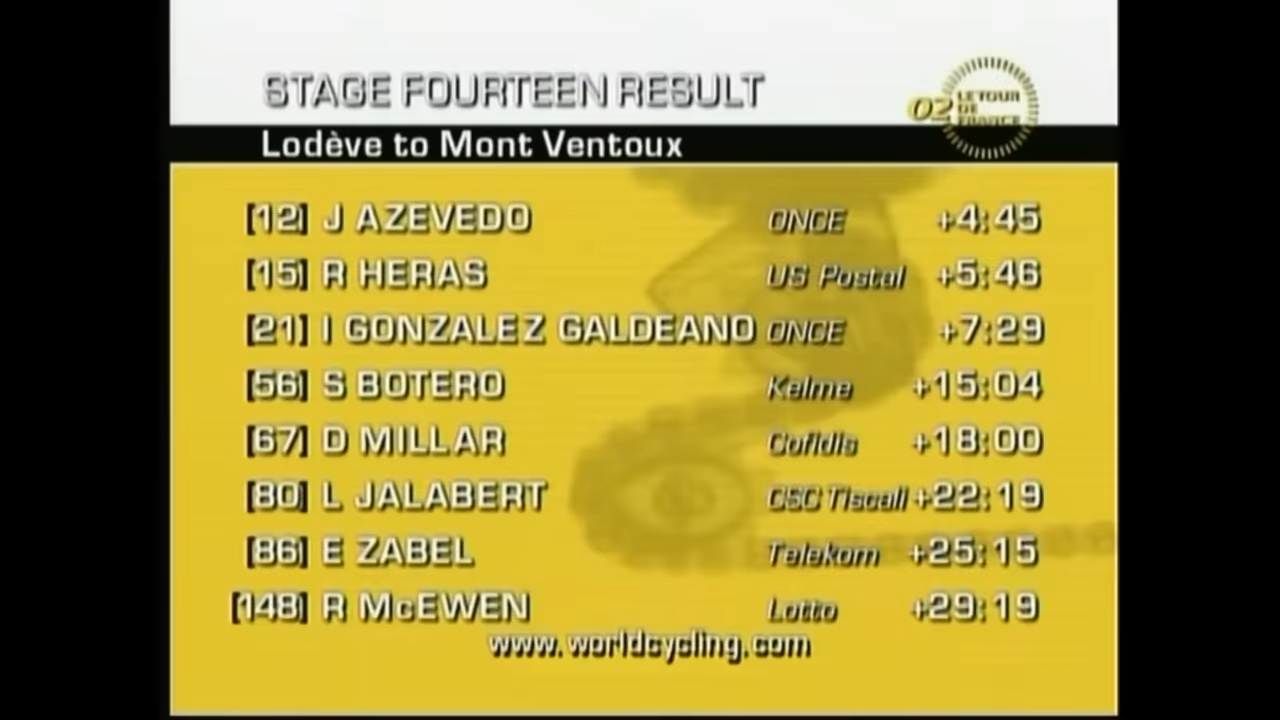 STAGE FOURTEEN RESULT
02 LE TOUR
DE
FRANCE
Lodève to Mont Ventoux
[12] J AZEVEDO ONCE +4:45
[15] R HERAS US Postal +5:46
[21] I GONZALEZ GALDEANO ONCE +7:29
[56] S BOTERO Kelme +15:04
[67] D MILLAR Cofidis +18:00
[80] L JALABERT CSC Tiscali +22:19
[86] E ZABEL Telekom +25:15
[148] R McEWEN Lotto +29:19
www.worldcycling.com